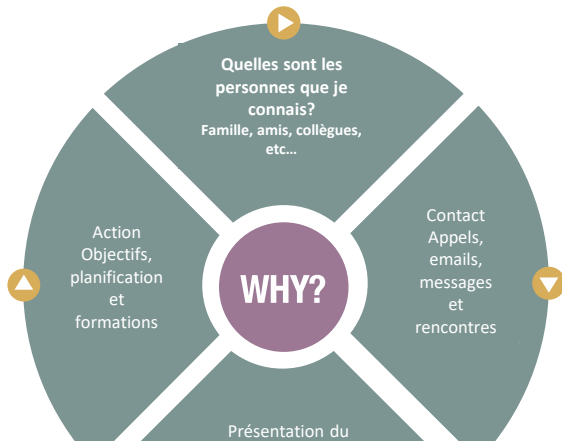 Quelles sont les
personnes que je
connais?
Famille, amis, collègues,
etc...
Contact
Appels,
emails,
messages
et
rencontres
Action
Objectifs,
planification
et
formations
WHY?
Présentation du